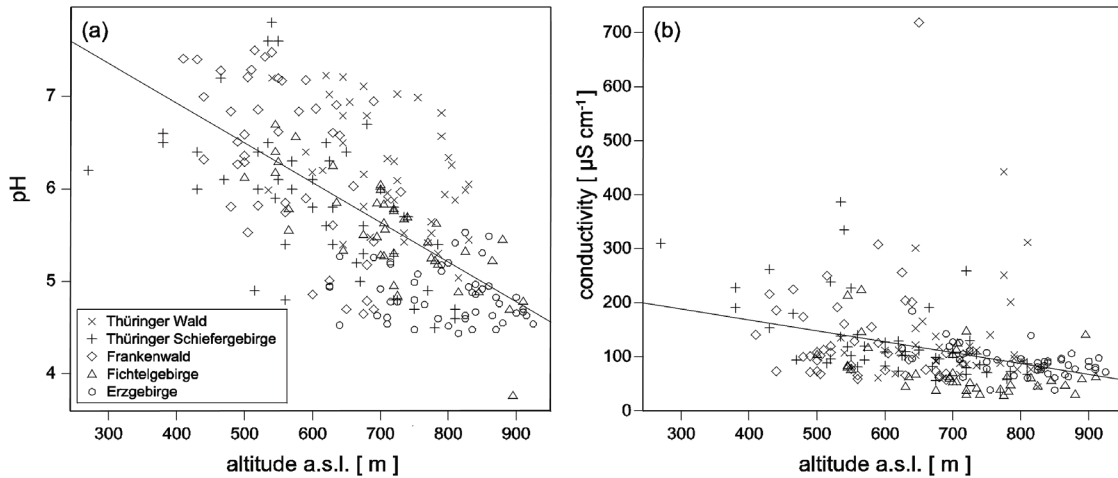 (a)
pH
7
6
5
4
× Thüringer Wald
+ Thüringer Schiefergebirge
◇ Frankenwald
△ Fichtelgebirge
○ Erzgebirge
300 400 500 600 700 800 900
altitude a.s.l. [ m ]
(b)
conductivity [ µS cm⁻¹ ]
700
600
500
400
300
200
100
0
300 400 500 600 700 800 900
altitude a.s.l. [ m ]